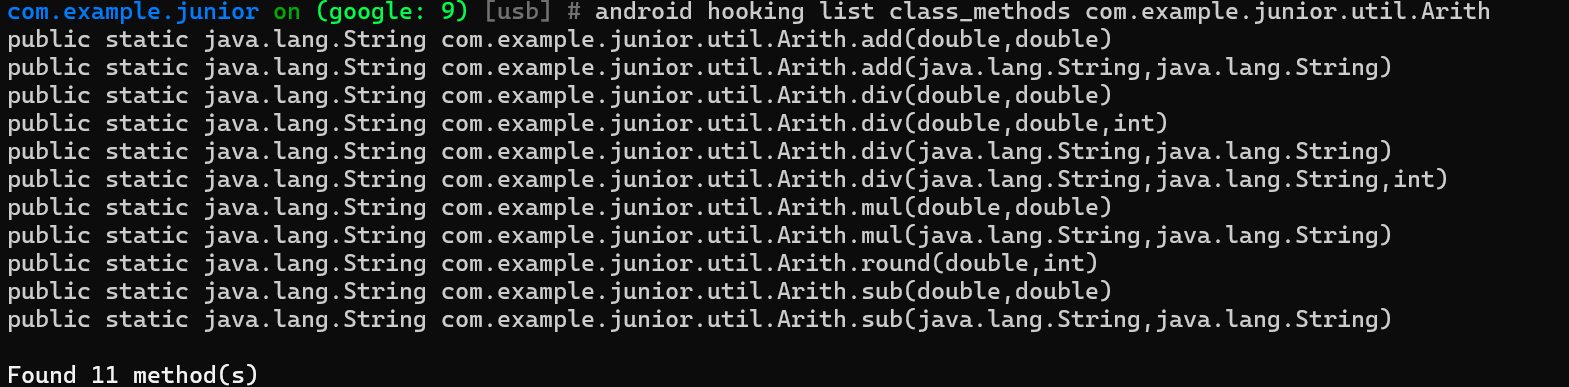 com.example.junior on (google: 9) [usb] # android hooking list class_methods com.example.junior.util.Arith
public static java.lang.String com.example.junior.util.Arith.add(double,double)
public static java.lang.String com.example.junior.util.Arith.add(java.lang.String,java.lang.String)
public static java.lang.String com.example.junior.util.Arith.div(double,double)
public static java.lang.String com.example.junior.util.Arith.div(double,double,int)
public static java.lang.String com.example.junior.util.Arith.div(java.lang.String,java.lang.String)
public static java.lang.String com.example.junior.util.Arith.div(java.lang.String,java.lang.String,int)
public static java.lang.String com.example.junior.util.Arith.mul(double,double)
public static java.lang.String com.example.junior.util.Arith.mul(java.lang.String,java.lang.String)
public static java.lang.String com.example.junior.util.Arith.round(double,int)
public static java.lang.String com.example.junior.util.Arith.sub(double,double)
public static java.lang.String com.example.junior.util.Arith.sub(java.lang.String,java.lang.String)
Found 11 method(s)